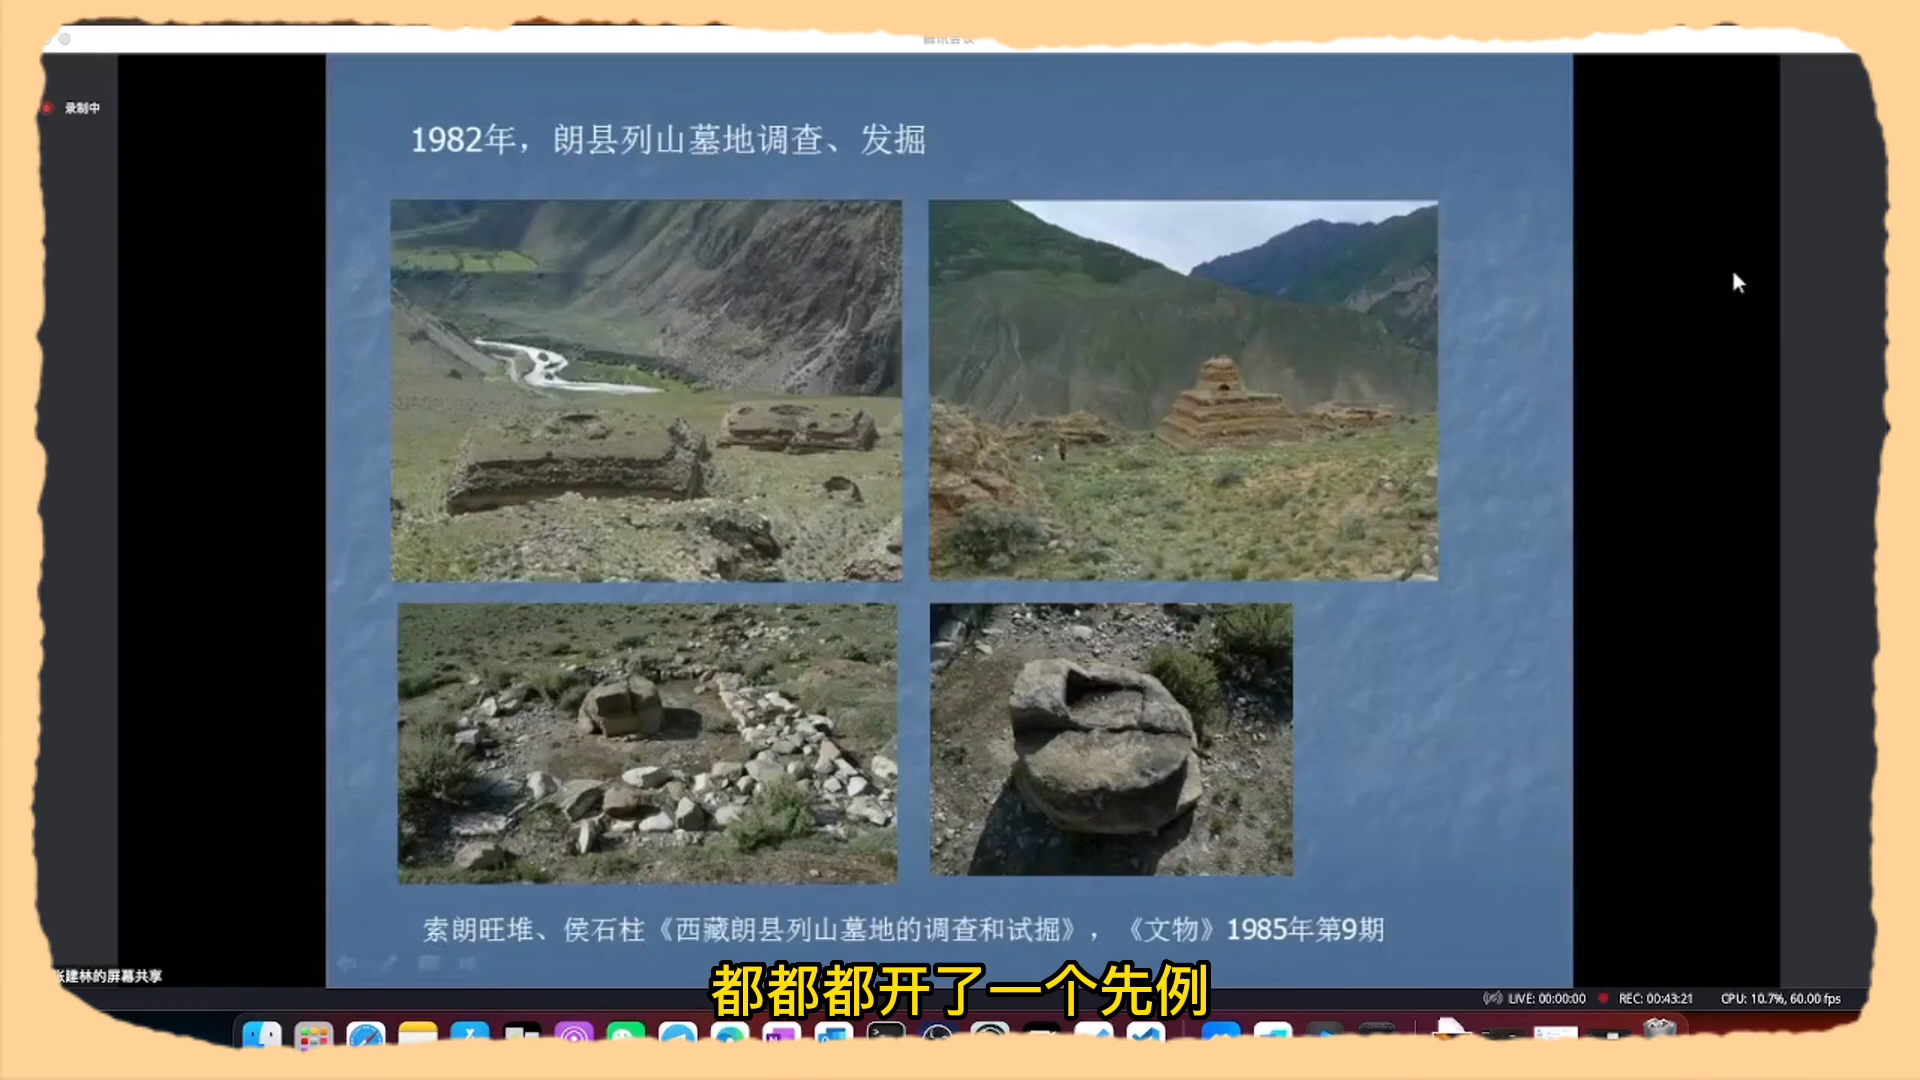 腾讯会议
录制中
1982年，朗县列山墓地调查、发掘
索朗旺堆、侯石柱《西藏朗县列山墓地的调查和试掘》，《文物》1985年第9期
张建林的屏幕共享
都都都开了一个先例
LIVE: 00:00:00
REC: 00:43:21
CPU: 10.7%, 60.00 fps